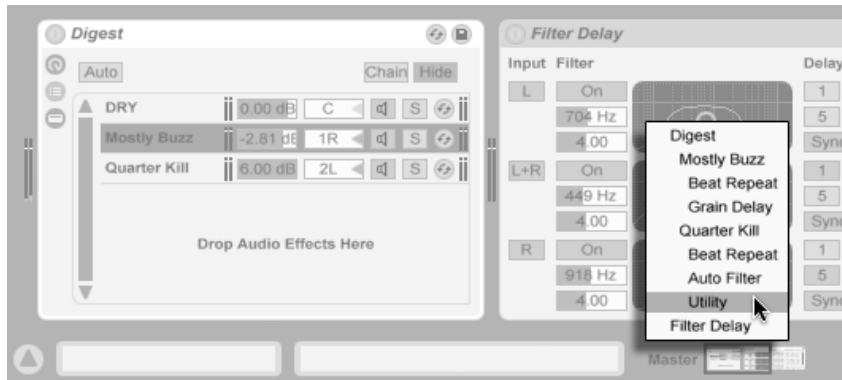 Digest
Auto
Chain Hide
DRY 0.00 dB C S
Mostly Buzz -2.81 dB 1R S
Quarter Kill 6.00 dB 2L S
Drop Audio Effects Here
Filter Delay
Input Filter Delay
L On 1
704 Hz 5
4.00 Sync
L+R On 1
449 Hz 5
4.00 Sync
R On 1
918 Hz 5
4.00 Sync
Digest
Mostly Buzz
Beat Repeat
Grain Delay
Quarter Kill
Beat Repeat
Auto Filter
Utility
Filter Delay
Master